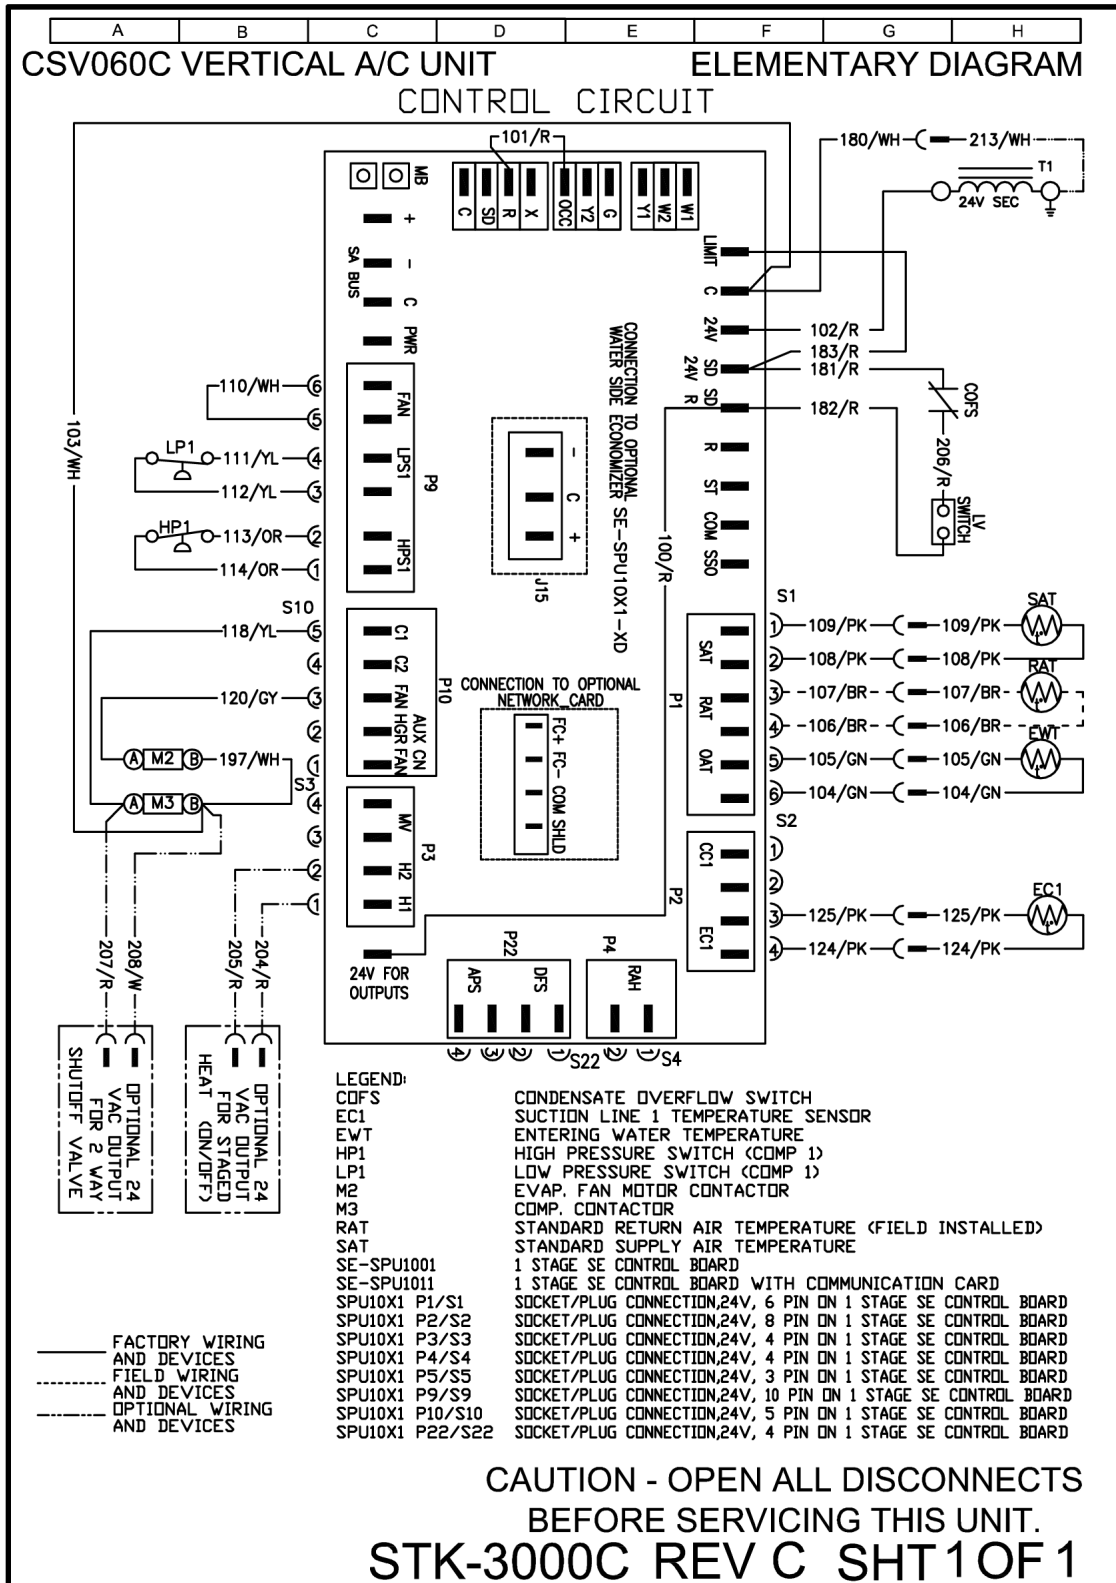 A B C D E F G H
CSV060C VERTICAL A/C UNIT ELEMENTARY DIAGRAM
CONTROL CIRCUIT
101/R
180/WH 213/WH
T1
24V SEC
MB
C SD R X OCC Y2 G Y1 W2 W1
+
-
C
SA BUS
PWR
LIMIT
C
24V
SD
24V
SD
R
R
ST
COM
SSO
102/R
183/R
181/R
182/R
COFS
206/R
LV
SWITCH
103/WH
110/WH 6
5
FAN
LP1
111/YL 4
112/YL 3
LPS1
P9
HP1
113/OR 2
114/OR 1
HPS1
CONNECTION TO OPTIONAL
WATER SIDE ECONOMIZER SE-SPU10X1-XD
-
C
+
J15
100/R
S10
118/YL 5
4
120/GY 3
2
1
C1
C2
FAN
HGR
FAN
AUX CN
P10
A M2 B 197/WH
A M3 B
S3
4
3
2
1
MV
H2
H1
P3
24V FOR
OUTPUTS
CONNECTION TO OPTIONAL
NETWORK_CARD
FC+ FC- COM SHLD
S1
P1
SAT
RAT
OAT
1 109/PK 109/PK SAT
2 108/PK 108/PK
3 107/BR 107/BR RAT
4 106/BR 106/BR
5 105/GN 105/GN EWT
6 104/GN 104/GN
S2
P2
CC1
EC1
1
2
3 125/PK 125/PK EC1
4 124/PK 124/PK
P22
APS DFS
4 3 2 1 S22
P4
RAH
2 1 S4
207/R 208/W 205/R 204/R
OPTIONAL 24
VAC OUTPUT
FOR 2 WAY
SHUTOFF VALVE
OPTIONAL 24
VAC OUTPUT
FOR STAGED
HEAT (ON/OFF)
LEGEND:
COFS CONDENSATE OVERFLOW SWITCH
EC1 SUCTION LINE 1 TEMPERATURE SENSOR
EWT ENTERING WATER TEMPERATURE
HP1 HIGH PRESSURE SWITCH (COMP 1)
LP1 LOW PRESSURE SWITCH (COMP 1)
M2 EVAP. FAN MOTOR CONTACTOR
M3 COMP. CONTACTOR
RAT STANDARD RETURN AIR TEMPERATURE (FIELD INSTALLED)
SAT STANDARD SUPPLY AIR TEMPERATURE
SE-SPU1001 1 STAGE SE CONTROL BOARD
SE-SPU1011 1 STAGE SE CONTROL BOARD WITH COMMUNICATION CARD
SPU10X1 P1/S1 SOCKET/PLUG CONNECTION,24V, 6 PIN ON 1 STAGE SE CONTROL BOARD
SPU10X1 P2/S2 SOCKET/PLUG CONNECTION,24V, 8 PIN ON 1 STAGE SE CONTROL BOARD
SPU10X1 P3/S3 SOCKET/PLUG CONNECTION,24V, 4 PIN ON 1 STAGE SE CONTROL BOARD
SPU10X1 P4/S4 SOCKET/PLUG CONNECTION,24V, 4 PIN ON 1 STAGE SE CONTROL BOARD
SPU10X1 P5/S5 SOCKET/PLUG CONNECTION,24V, 3 PIN ON 1 STAGE SE CONTROL BOARD
SPU10X1 P9/S9 SOCKET/PLUG CONNECTION,24V, 10 PIN ON 1 STAGE SE CONTROL BOARD
SPU10X1 P10/S10 SOCKET/PLUG CONNECTION,24V, 5 PIN ON 1 STAGE SE CONTROL BOARD
SPU10X1 P22/S22 SOCKET/PLUG CONNECTION,24V, 4 PIN ON 1 STAGE SE CONTROL BOARD
FACTORY WIRING
AND DEVICES
FIELD WIRING
AND DEVICES
OPTIONAL WIRING
AND DEVICES
CAUTION - OPEN ALL DISCONNECTS
BEFORE SERVICING THIS UNIT.
STK-3000C REV C SHT 1 OF 1